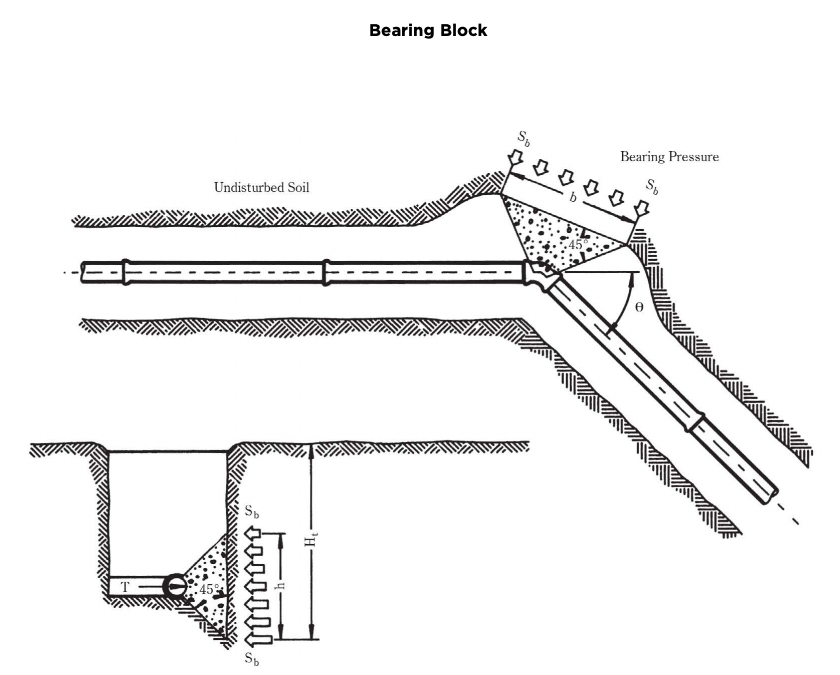 Bearing Block
S_b
Bearing Pressure
Undisturbed Soil
S_b
b
45°
θ
S_b
H_t
T
45°
h
S_b